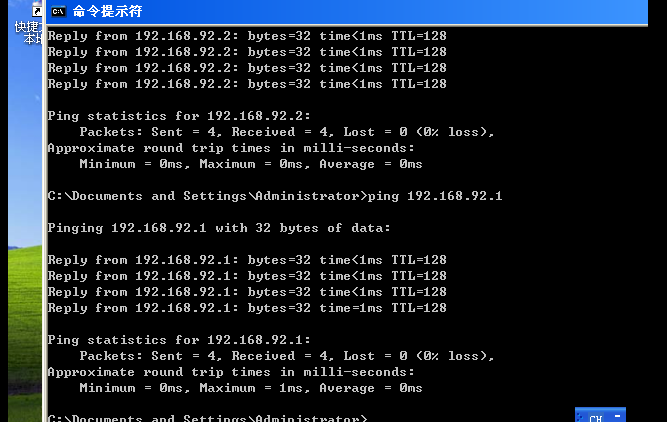 命令提示符
快捷
本地
Reply from 192.168.92.2: bytes=32 time<1ms TTL=128
Reply from 192.168.92.2: bytes=32 time<1ms TTL=128
Reply from 192.168.92.2: bytes=32 time<1ms TTL=128
Reply from 192.168.92.2: bytes=32 time<1ms TTL=128
Ping statistics for 192.168.92.2:
Packets: Sent = 4, Received = 4, Lost = 0 (0% loss),
Approximate round trip times in milli-seconds:
Minimum = 0ms, Maximum = 0ms, Average = 0ms
C:\Documents and Settings\Administrator>ping 192.168.92.1
Pinging 192.168.92.1 with 32 bytes of data:
Reply from 192.168.92.1: bytes=32 time<1ms TTL=128
Reply from 192.168.92.1: bytes=32 time<1ms TTL=128
Reply from 192.168.92.1: bytes=32 time<1ms TTL=128
Reply from 192.168.92.1: bytes=32 time=1ms TTL=128
Ping statistics for 192.168.92.1:
Packets: Sent = 4, Received = 4, Lost = 0 (0% loss),
Approximate round trip times in milli-seconds:
Minimum = 0ms, Maximum = 1ms, Average = 0ms
C:\Documents and Settings\Administrator>
CH